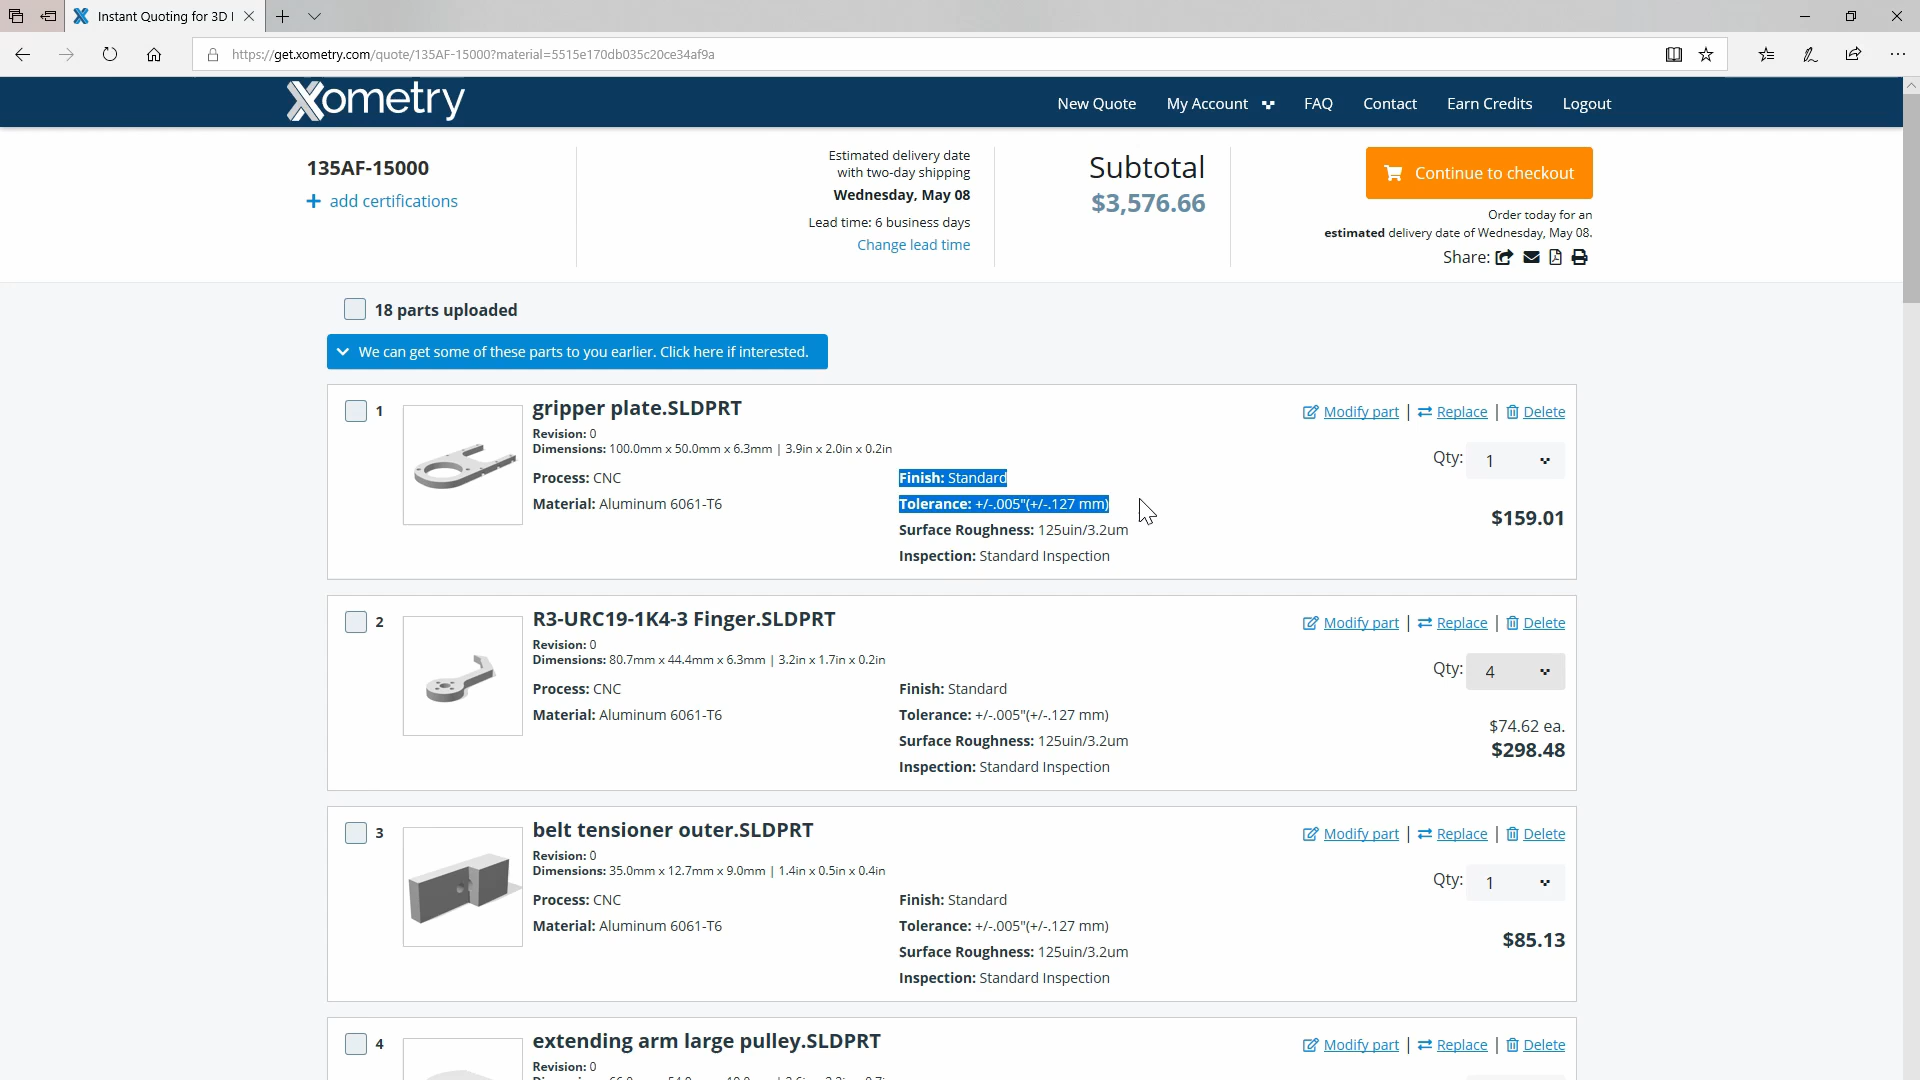 Instant Quoting for 3D
https://get.xometry.com/quote/135AF-15000?material=5515e170db035c20ce34af9a
Xometry
New Quote My Account FAQ Contact Earn Credits Logout
135AF-15000
+ add certifications
Estimated delivery date
with two-day shipping
Wednesday, May 08
Lead time: 6 business days
Change lead time
Subtotal
$3,576.66
Continue to checkout
Order today for an
estimated delivery date of Wednesday, May 08.
Share:
18 parts uploaded
We can get some of these parts to you earlier. Click here if interested.
1
gripper plate.SLDPRT
Revision: 0
Dimensions: 100.0mm x 50.0mm x 6.3mm | 3.9in x 2.0in x 0.2in
Process: CNC
Material: Aluminum 6061-T6
Finish: Standard
Tolerance: +/-.005"(+/-.127 mm)
Surface Roughness: 125uin/3.2um
Inspection: Standard Inspection
Modify part | Replace | Delete
Qty: 1
$159.01
2
R3-URC19-1K4-3 Finger.SLDPRT
Revision: 0
Dimensions: 80.7mm x 44.4mm x 6.3mm | 3.2in x 1.7in x 0.2in
Process: CNC
Material: Aluminum 6061-T6
Finish: Standard
Tolerance: +/-.005"(+/-.127 mm)
Surface Roughness: 125uin/3.2um
Inspection: Standard Inspection
Modify part | Replace | Delete
Qty: 4
$74.62 ea.
$298.48
3
belt tensioner outer.SLDPRT
Revision: 0
Dimensions: 35.0mm x 12.7mm x 9.0mm | 1.4in x 0.5in x 0.4in
Process: CNC
Material: Aluminum 6061-T6
Finish: Standard
Tolerance: +/-.005"(+/-.127 mm)
Surface Roughness: 125uin/3.2um
Inspection: Standard Inspection
Modify part | Replace | Delete
Qty: 1
$85.13
4
extending arm large pulley.SLDPRT
Revision: 0
Modify part | Replace | Delete